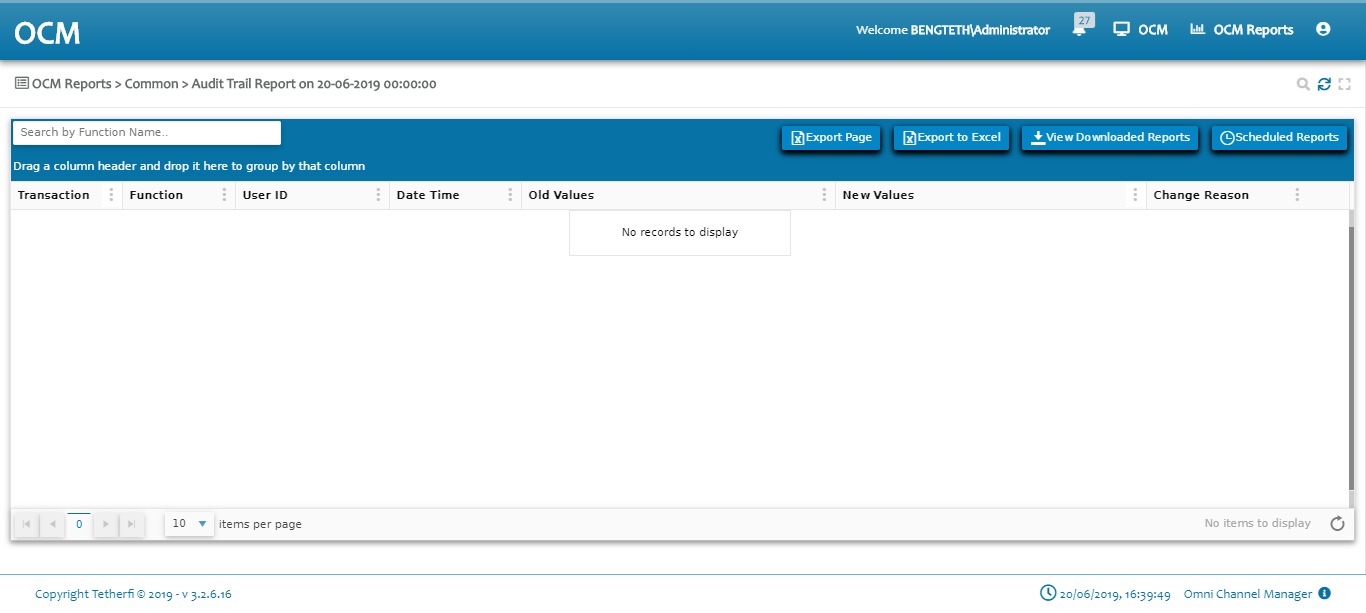 OCM
Welcome BENGTETH\Administrator
27
OCM
OCM Reports
OCM Reports > Common > Audit Trail Report on 20-06-2019 00:00:00
Search by Function Name..
Export Page
Export to Excel
View Downloaded Reports
Scheduled Reports
Drag a column header and drop it here to group by that column
Transaction
Function
User ID
Date Time
Old Values
New Values
Change Reason
No records to display
0
10
items per page
No items to display
Copyright Tetherfi © 2019 - v 3.2.6.16
20/06/2019, 16:39:49
Omni Channel Manager